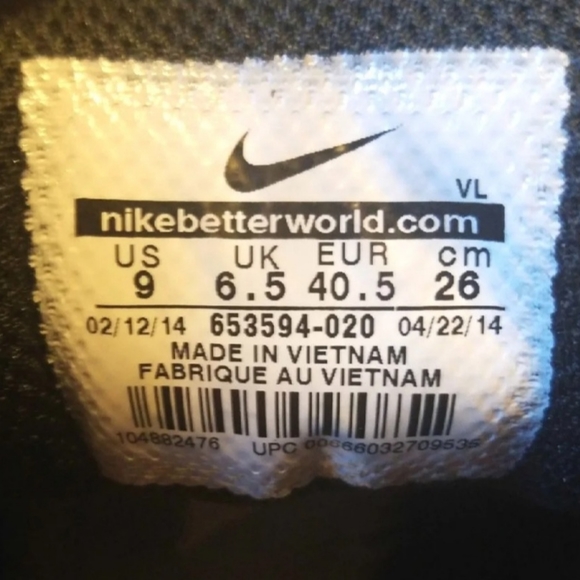 VL
nikebetterworld.com
US UK EUR cm
9 6.5 40.5 26
02/12/14 653594-020 04/22/14
MADE IN VIETNAM
FABRIQUE AU VIETNAM
104882476 UPC